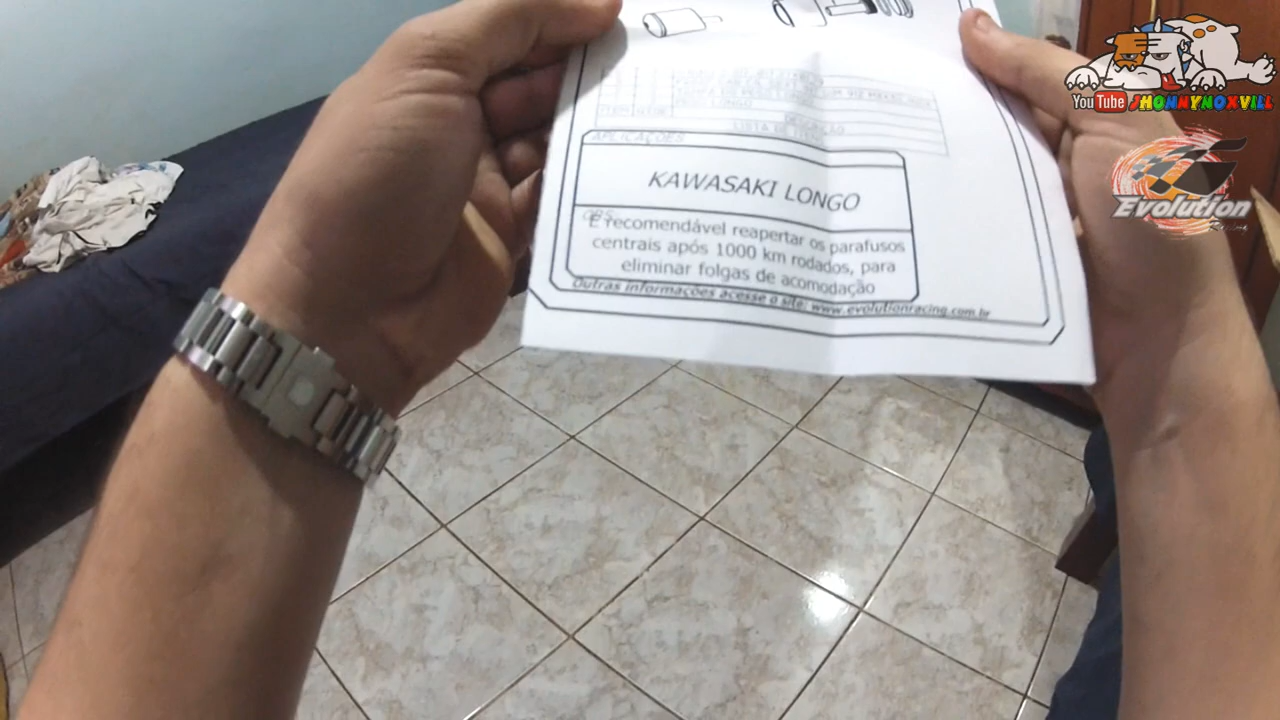 DESCRIÇÃO
LISTA DE
APLICAÇÕES
KAWASAKI LONGO
OBS:
É recomendável reapertar os parafusos
centrais após 1000 km rodados, para
eliminar folgas de acomodação
Outras informações acesse o site: www.evolutionracing.com.br
YouTube JHONNYNOXVILL
Evolution
Racing